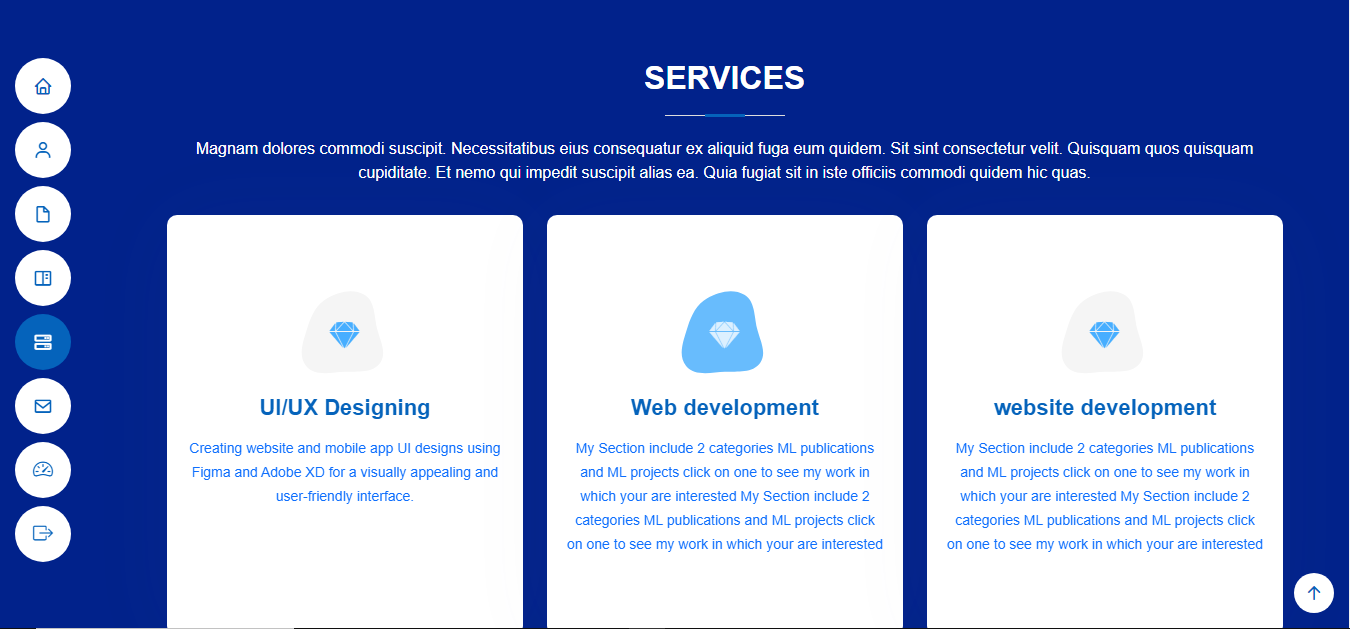 SERVICES
Magnam dolores commodi suscipit. Necessitatibus eius consequatur ex aliquid fuga eum quidem. Sit sint consectetur velit. Quisquam quos quisquam
cupiditate. Et nemo qui impedit suscipit alias ea. Quia fugiat sit in iste officiis commodi quidem hic quas.
UI/UX Designing
Creating website and mobile app UI designs using
Figma and Adobe XD for a visually appealing and
user-friendly interface.
Web development
My Section include 2 categories ML publications
and ML projects click on one to see my work in
which your are interested My Section include 2
categories ML publications and ML projects click
on one to see my work in which your are interested
website development
My Section include 2 categories ML publications
and ML projects click on one to see my work in
which your are interested My Section include 2
categories ML publications and ML projects click
on one to see my work in which your are interested